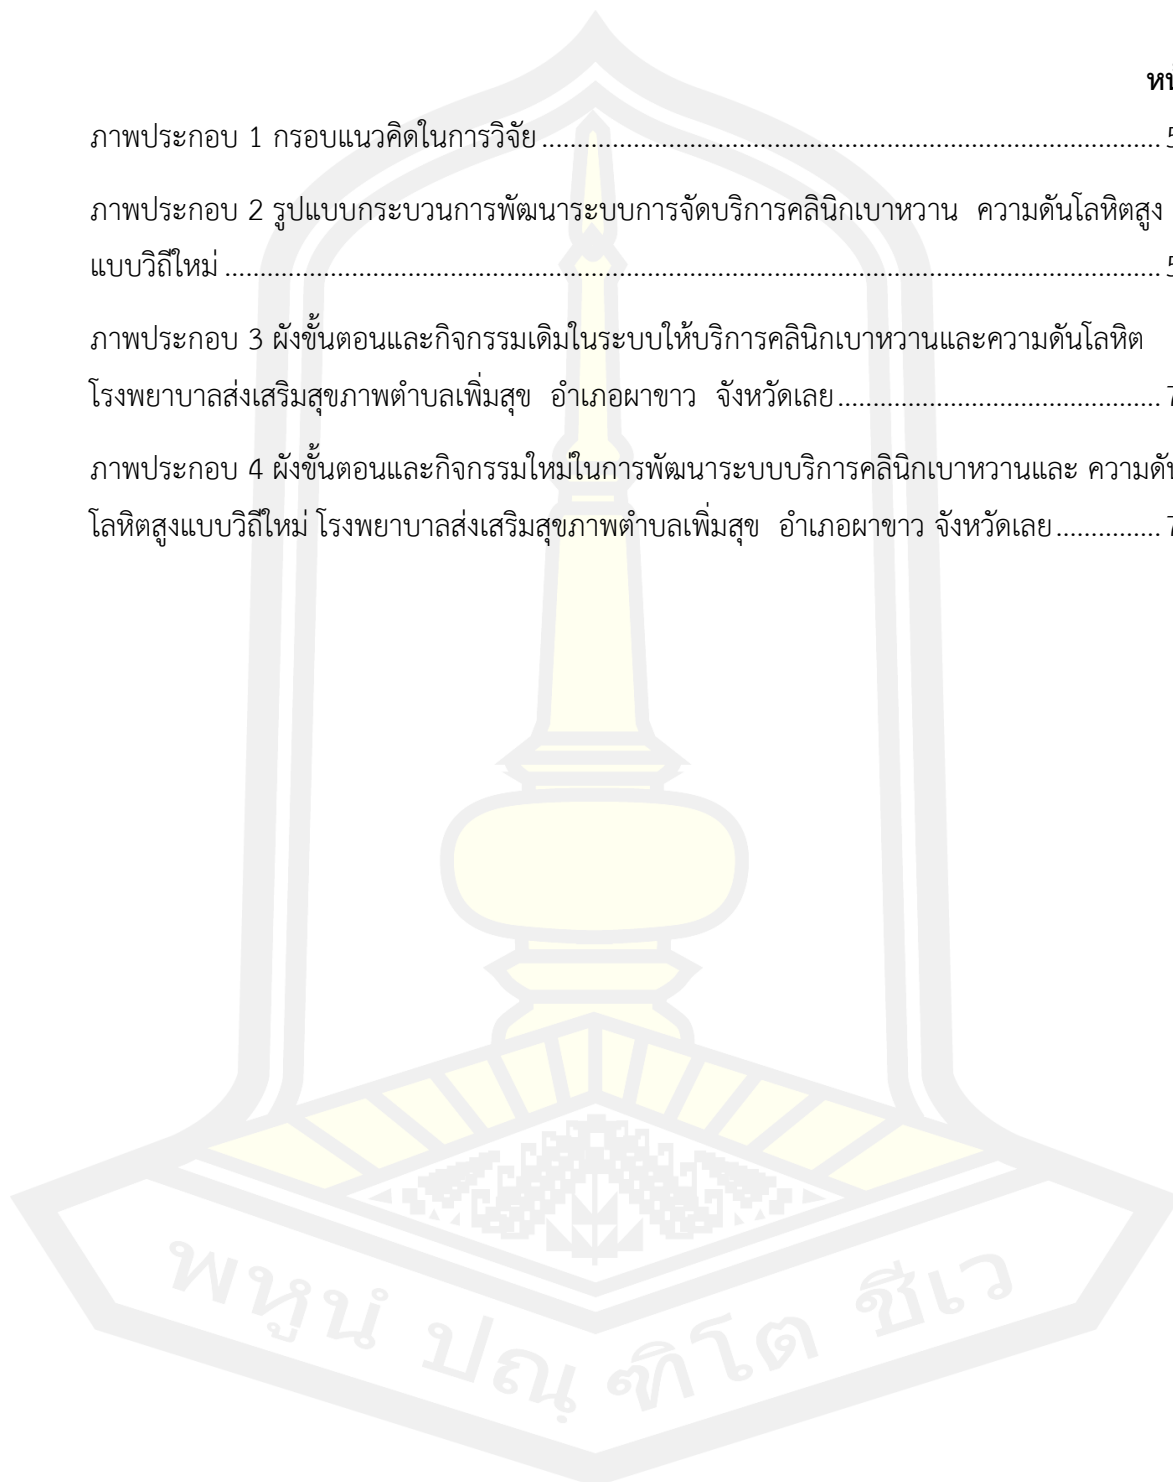 ภาพประกอบ 1 กรอบแนวคิดในการวิจัย ........................................................................................ 5
ภาพประกอบ 2 รูปแบบกระบวนการพัฒนาระบบการจัดบริการคลินิกเบาหวาน ความดันโลหิตสูง
แบบวิถีใหม่ ..................................................................................................................................... 5
ภาพประกอบ 3 ผังขั้นตอนและกิจกรรมเดิมในระบบให้บริการคลินิกเบาหวานและความดันโลหิต
โรงพยาบาลส่งเสริมสุขภาพตำบลเพิ่มสุข อำเภอผาขาว จังหวัดเลย .............................................. 7
ภาพประกอบ 4 ผังขั้นตอนและกิจกรรมใหม่ในการพัฒนาระบบบริการคลินิกเบาหวานและ ความดัน
โลหิตสูงแบบวิถีใหม่ โรงพยาบาลส่งเสริมสุขภาพตำบลเพิ่มสุข อำเภอผาขาว จังหวัดเลย ............... 7
พหูนํ ปณฺ ฑิโต ชีเว